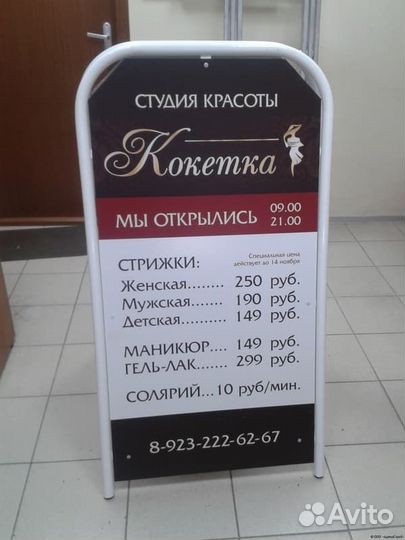 СТУДИЯ КРАСОТЫ
Кокетка
МЫ ОТКРЫЛИСЬ 09.00
21.00
Специальная цена
действует до 14 ноября
СТРИЖКИ:
Женская........ 250 руб.
Мужская....... 190 руб.
Детская.......... 149 руб.
МАНИКЮР.... 149 руб.
ГЕЛЬ-ЛАК....... 299 руб.
СОЛЯРИЙ...10 руб/мин.
8-923-222-62-67
Avito